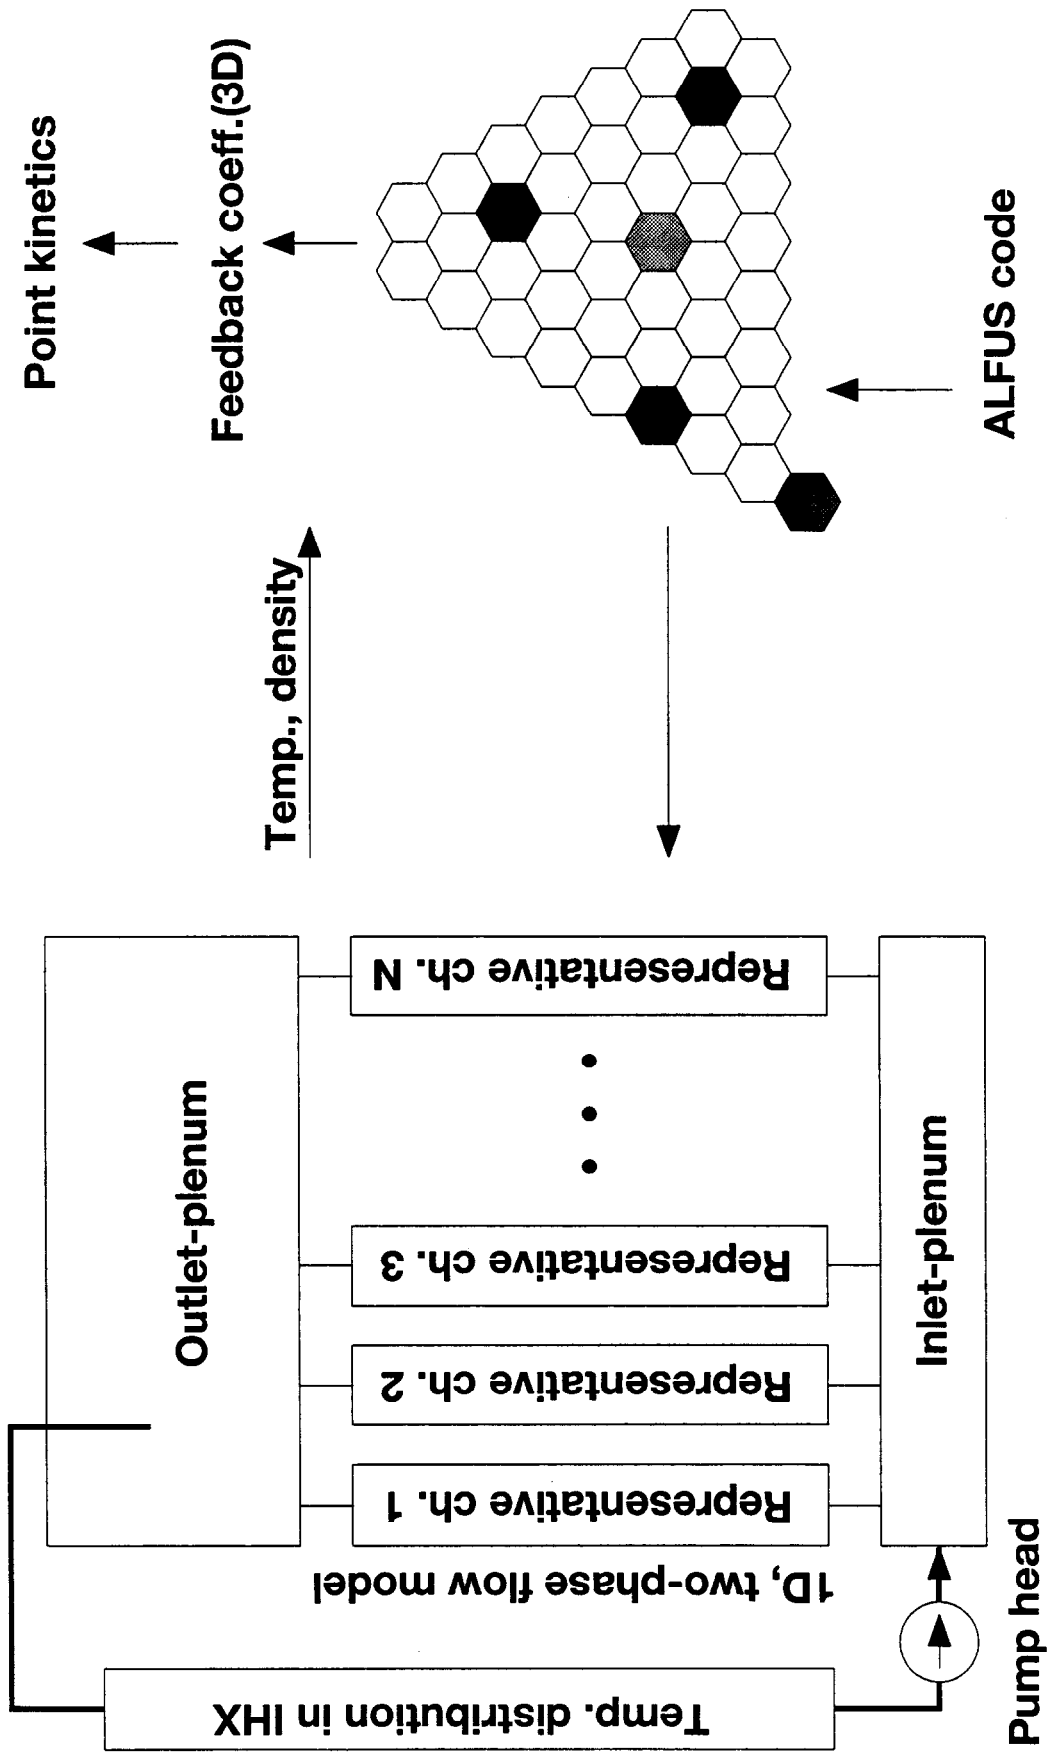 Temp. distribution in IHX
Pump head
1D, two-phase flow model
Outlet-plenum
Representative ch. 1
Representative ch. 2
Representative ch. 3
Representative ch. N
Inlet-plenum
Temp., density
Point kinetics
Feedback coeff.(3D)
ALFUS code